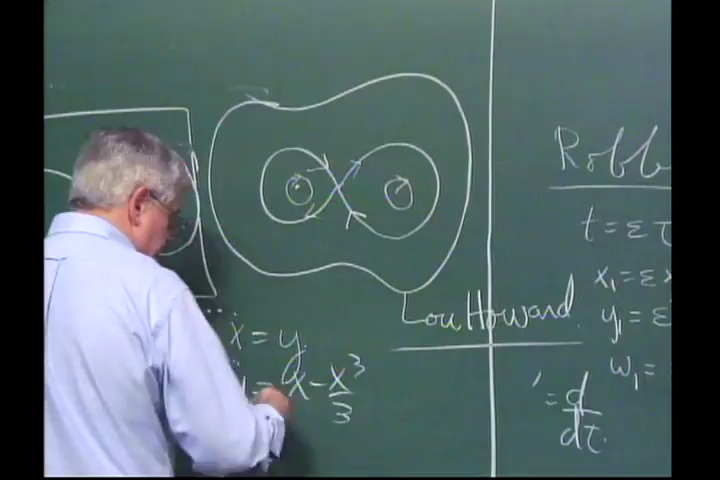 Lou Howard
ẋ = y
= x - x³/3
Robb
t = ετ
x₁ = εx
y₁ = ε
w₁ =
' = d/dτ